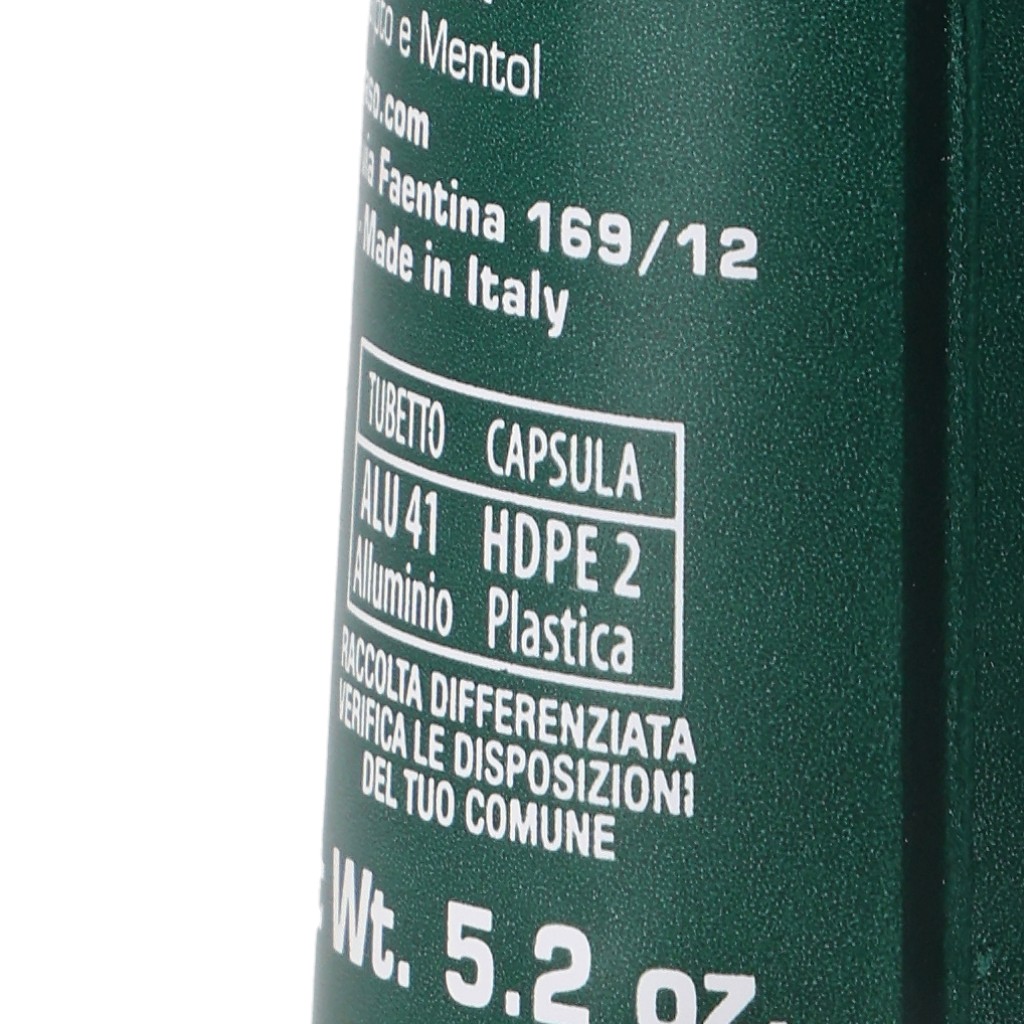 e Mentol
.com
Faentina 169/12
Made in Italy
TUBETTO CAPSULA
ALU 41 HDPE 2
Alluminio Plastica
RACCOLTA DIFFERENZIATA
VERIFICA LE DISPOSIZIONI
DEL TUO COMUNE
Wt. 5.2 oz.